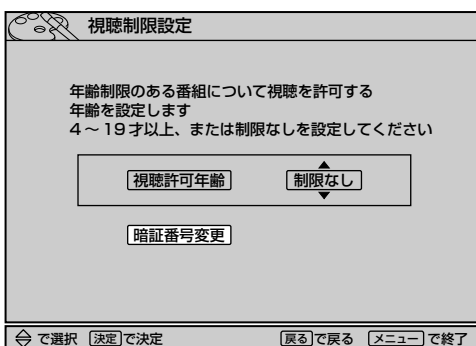 視聴制限設定
年齢制限のある番組について視聴を許可する
年齢を設定します
4～19才以上、または制限なしを設定してください
視聴許可年齢 制限なし
暗証番号変更
で選択 決定で決定 戻るで戻る メニューで終了